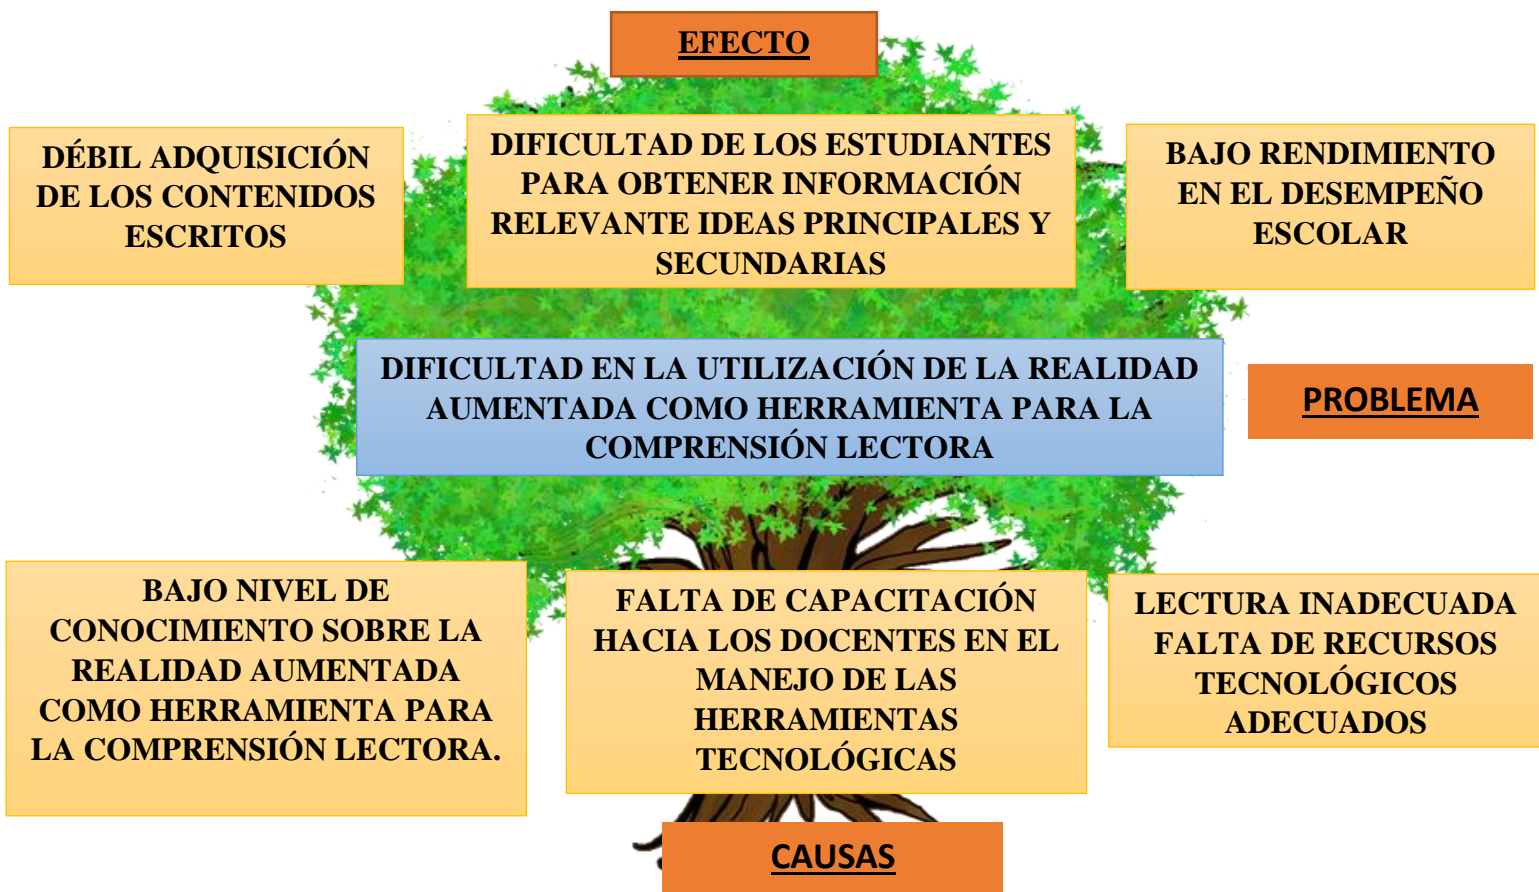 EFECTO
DÉBIL ADQUISICIÓN
DE LOS CONTENIDOS
ESCRITOS
DIFICULTAD DE LOS ESTUDIANTES
PARA OBTENER INFORMACIÓN
RELEVANTE IDEAS PRINCIPALES Y
SECUNDARIAS
BAJO RENDIMIENTO
EN EL DESEMPEÑO
ESCOLAR
DIFICULTAD EN LA UTILIZACIÓN DE LA REALIDAD
AUMENTADA COMO HERRAMIENTA PARA LA
COMPRENSIÓN LECTORA
PROBLEMA
BAJO NIVEL DE
CONOCIMIENTO SOBRE LA
REALIDAD AUMENTADA
COMO HERRAMIENTA PARA
LA COMPRENSIÓN LECTORA.
FALTA DE CAPACITACIÓN
HACIA LOS DOCENTES EN EL
MANEJO DE LAS
HERRAMIENTAS
TECNOLÓGICAS
LECTURA INADECUADA
FALTA DE RECURSOS
TECNOLÓGICOS
ADECUADOS
CAUSAS